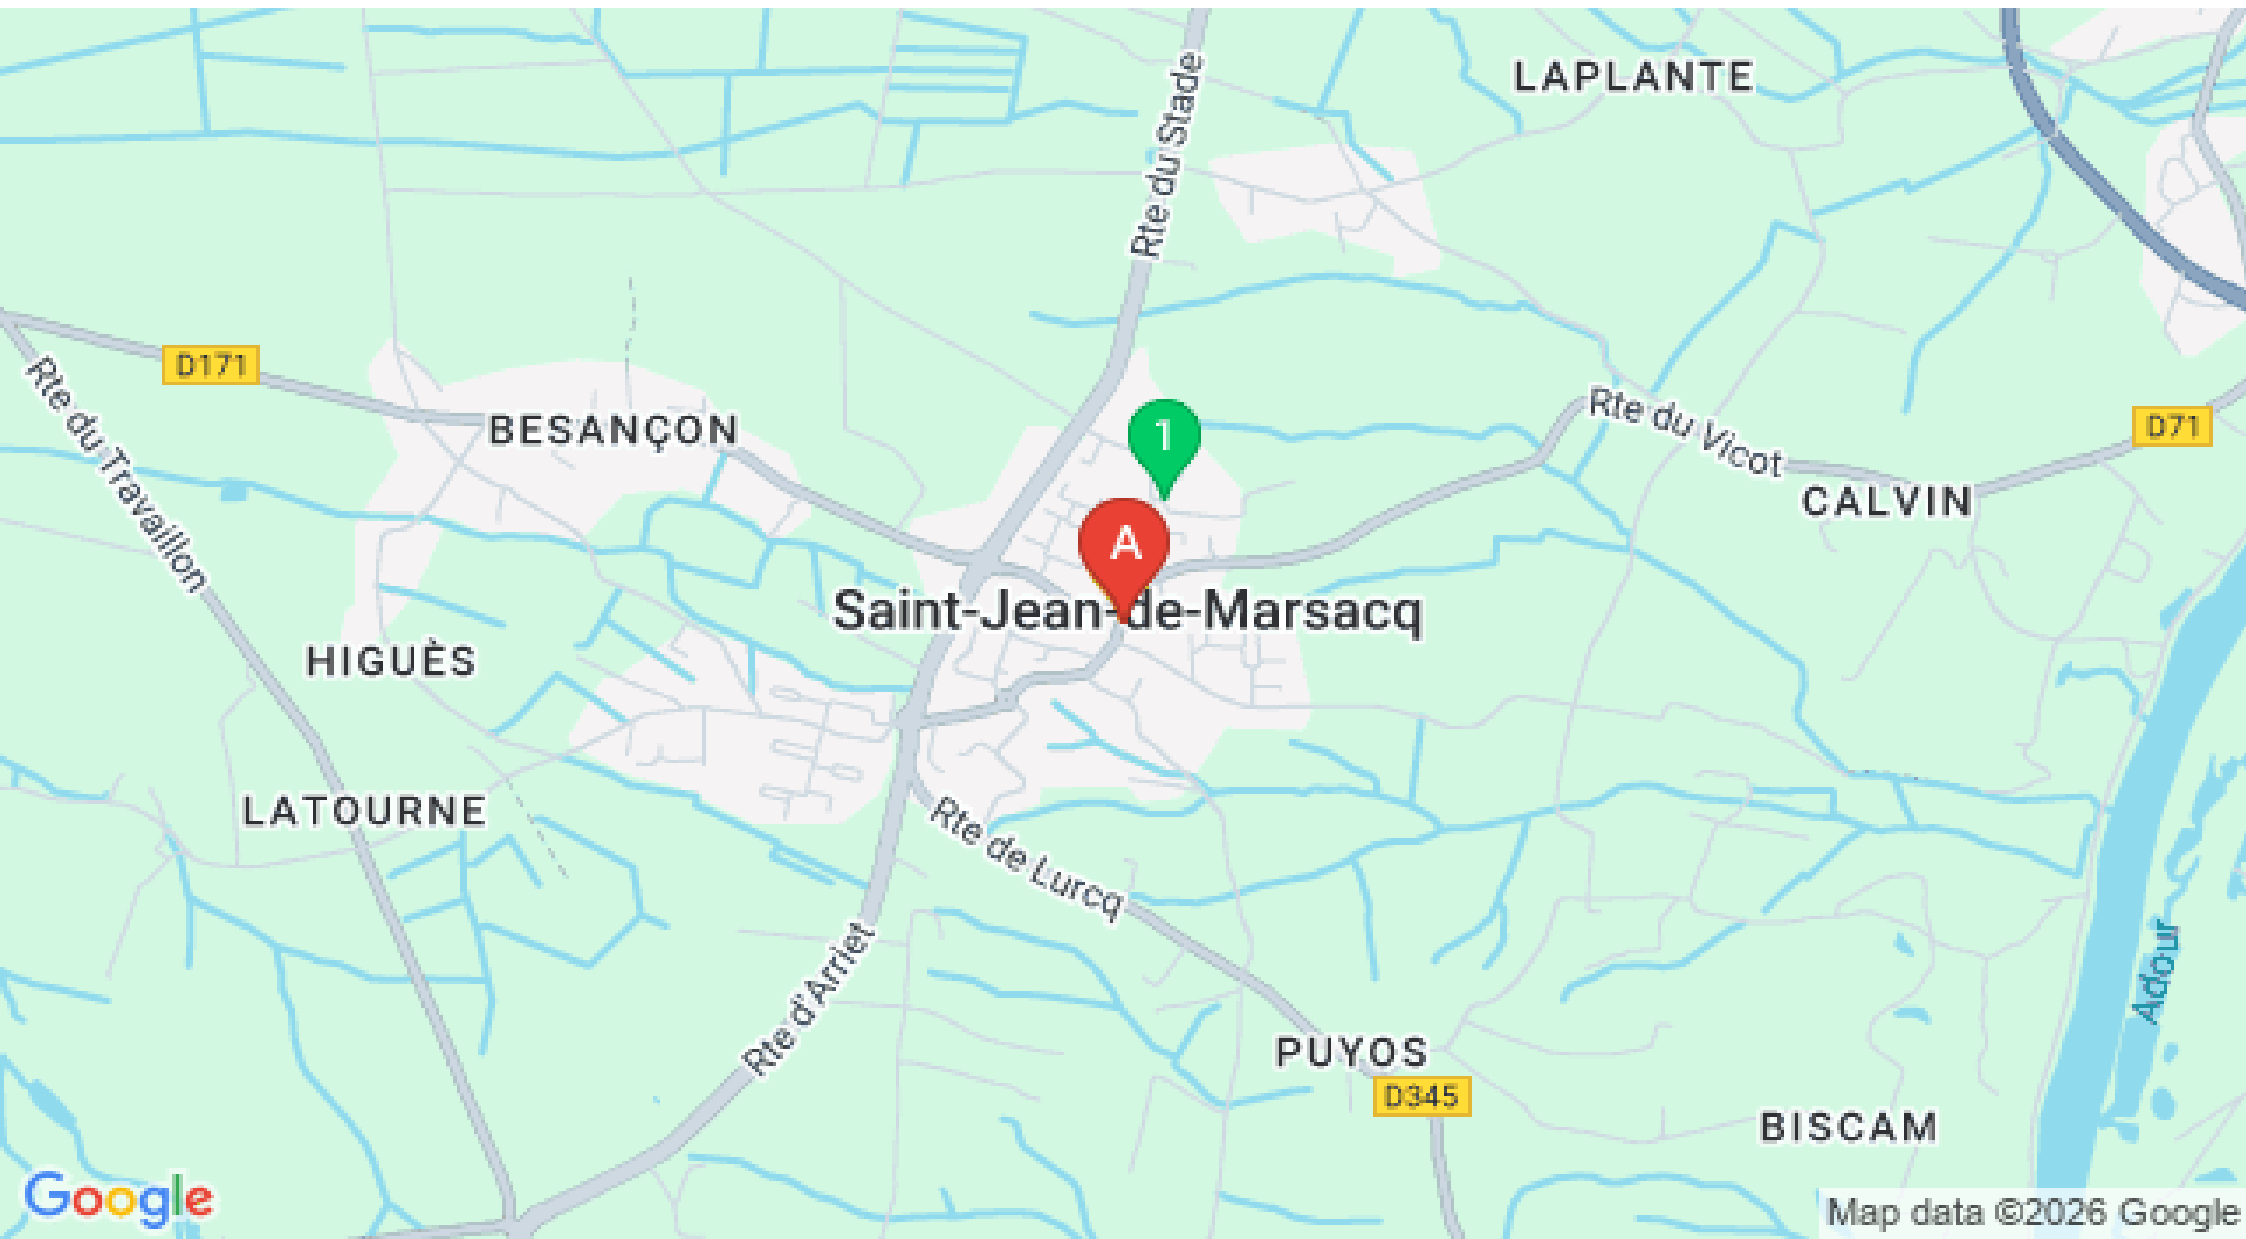 LAPLANTE
Rte du Stade
D171
Rte du Travaillon
BESANÇON
1
Rte du Vicot
D71
CALVIN
A
Saint-Jean-de-Marsacq
HIGUÈS
LATOURNE
Rte de Lurcq
Rte d'Arriet
Adour
PUYOS
D345
BISCAM
Google
Map data ©2026 Google